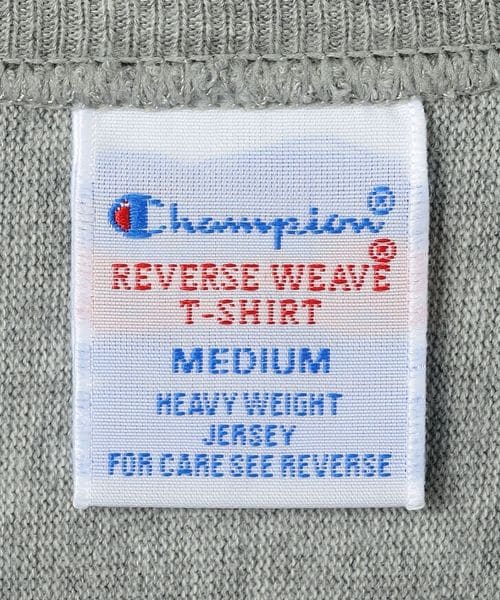 Champion®
REVERSE WEAVE®
T-SHIRT
MEDIUM
HEAVY WEIGHT
JERSEY
FOR CARE SEE REVERSE